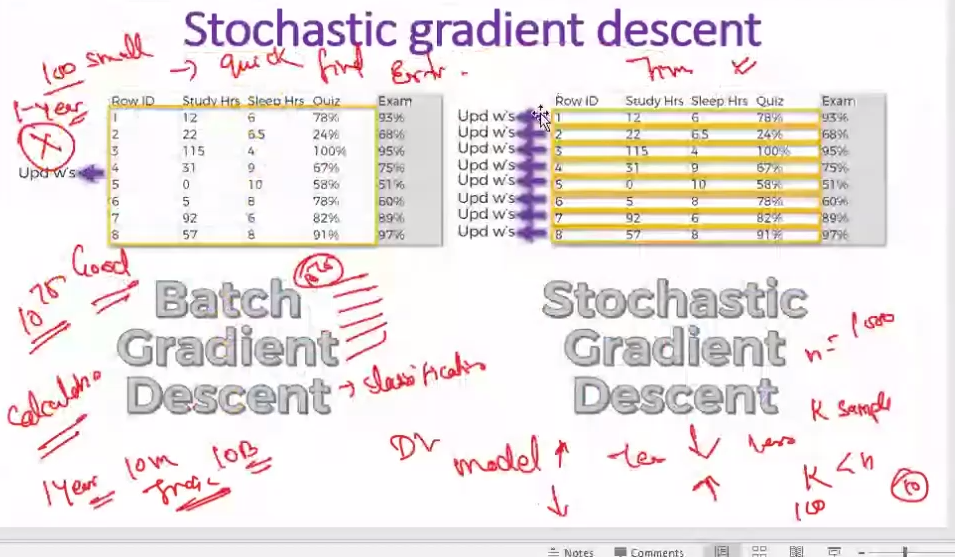 Stochastic gradient descent
100 small → quick find Error.
1-year
X
Row ID Study Hrs Sleep Hrs Quiz Exam
1 12 6 78% 93%
2 22 6.5 24% 68%
3 115 4 100% 95%
4 31 9 67% 75%
5 0 10 58% 51%
6 5 8 78% 60%
7 92 6 82% 89%
8 57 8 91% 97%
Upd w's
Row ID Study Hrs Sleep Hrs Quiz Exam
Upd w's 1 12 6 78% 93%
Upd w's 2 22 6.5 24% 68%
Upd w's 3 115 4 100% 95%
Upd w's 4 31 9 67% 75%
Upd w's 5 0 10 58% 51%
Upd w's 6 5 8 78% 60%
Upd w's 7 92 6 82% 89%
Upd w's 8 57 8 91% 97%
Good
Batch
Gradient
Descent
→ classification
Stochastic
Gradient
Descent
n = 1000
K sample
K < n
100
10
1 year 10m 10B
DV model ↑ ↓ less
↓ ↑
Notes Comments